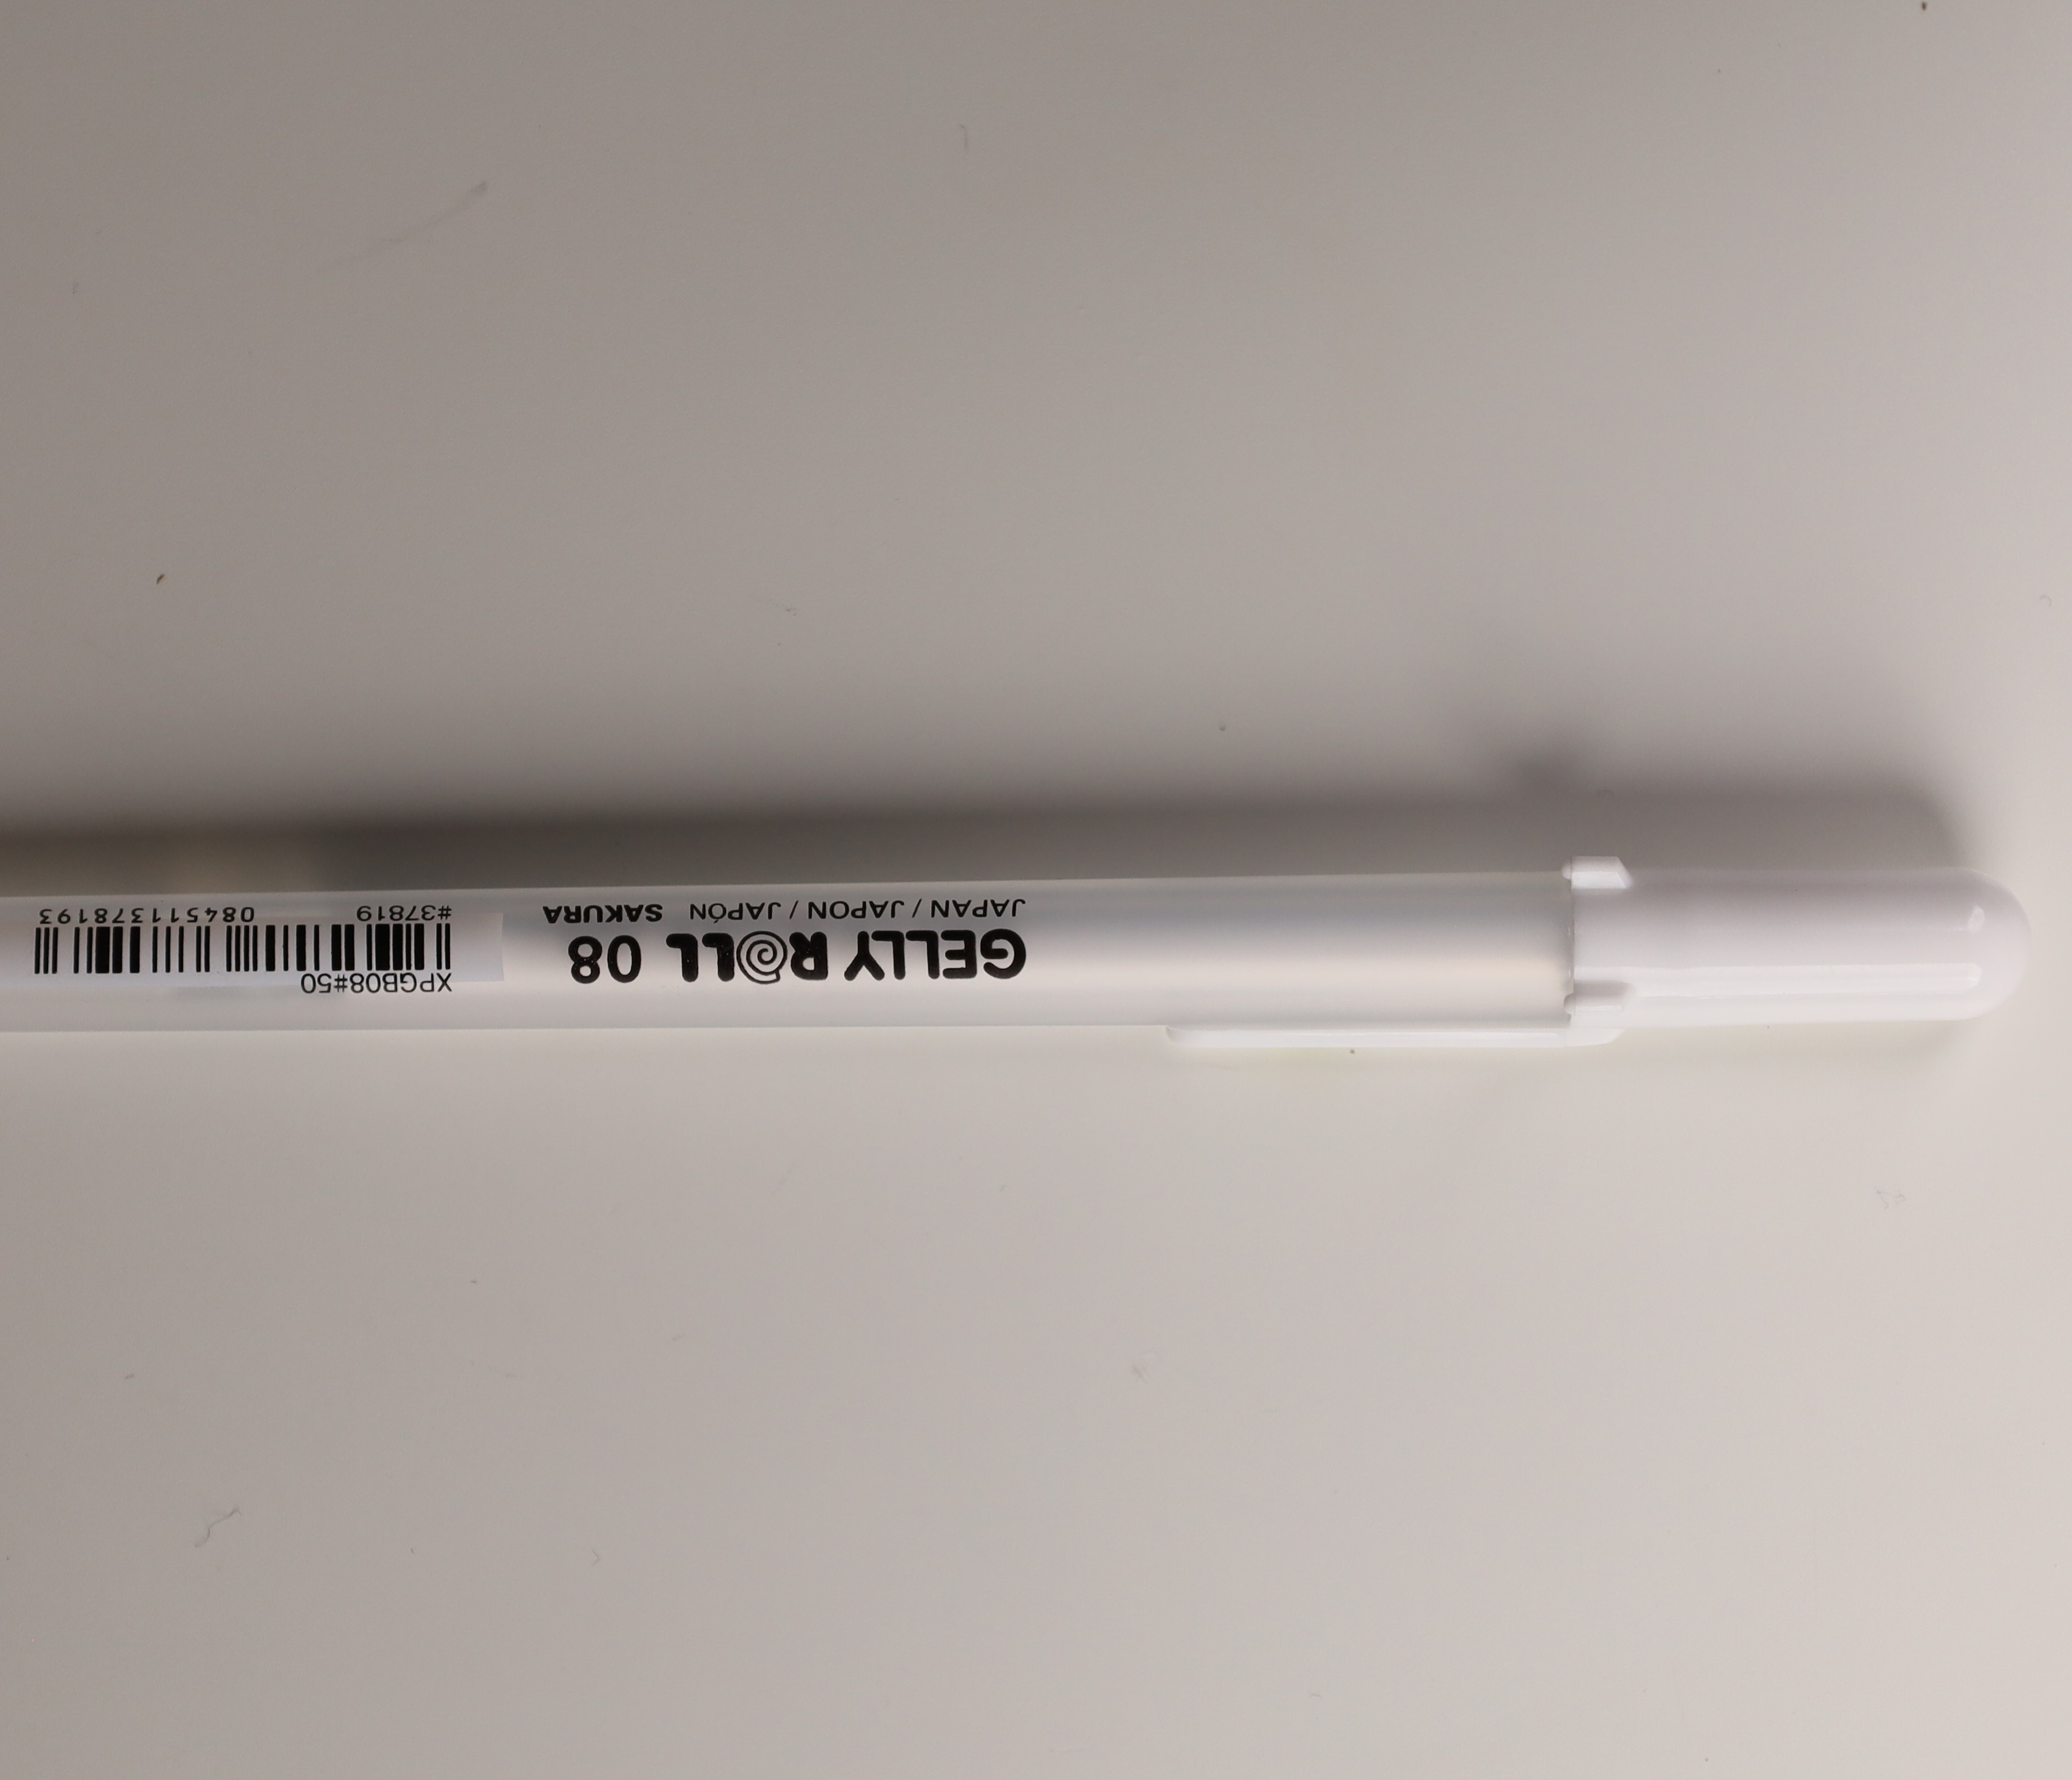 GELLY ROLL 08
JAPAN / JAPON / JAPÓN SAKURA
XPGB08#50
#37819 084511378193